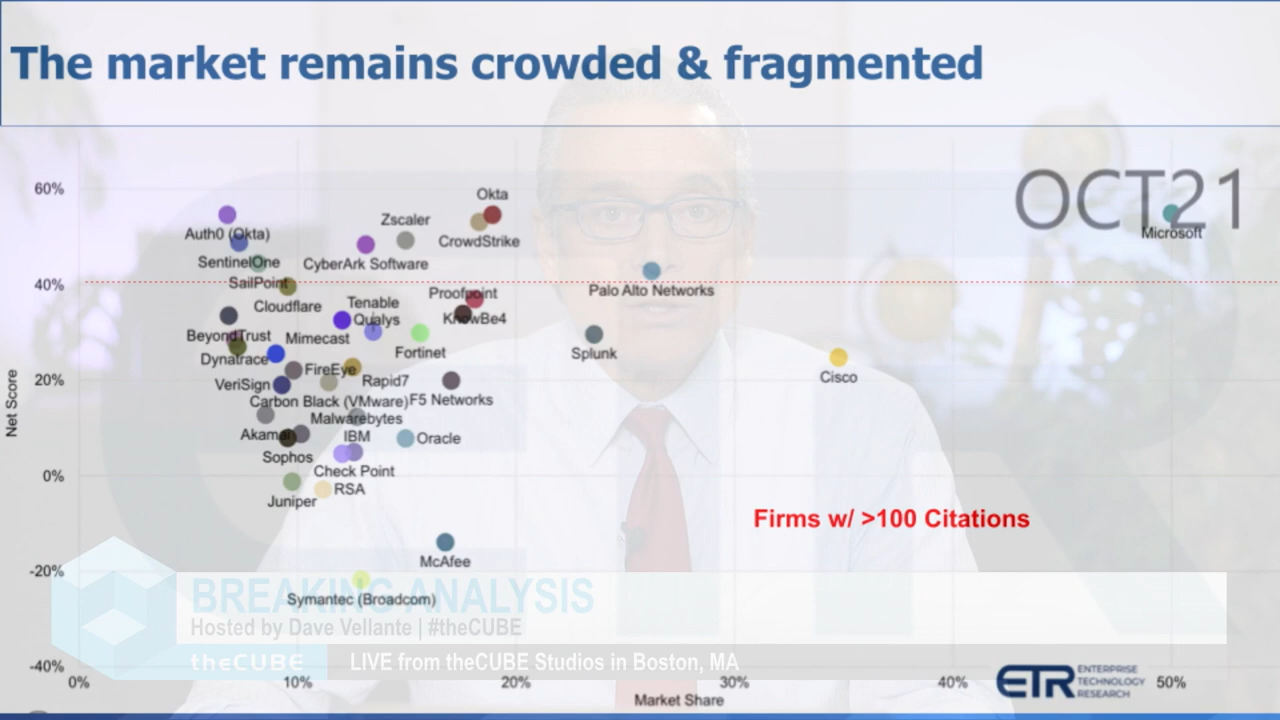 The market remains crowded & fragmented
OCT21
60%
40%
20%
0%
-20%
-40%
Net Score
Okta
Zscaler
Auth0 (Okta)
CrowdStrike
Microsoft
SentinelOne
CyberArk Software
SailPoint
Proofpoint
Palo Alto Networks
Cloudflare
Tenable
Qualys
KnowBe4
BeyondTrust
Mimecast
Fortinet
Splunk
Dynatrace
FireEye
Rapid7
Cisco
VeriSign
Carbon Black (VMware)
F5 Networks
Malwarebytes
Akamai
IBM
Oracle
Sophos
Check Point
Juniper
RSA
Firms w/ >100 Citations
McAfee
Symantec (Broadcom)
BREAKING ANALYSIS
Hosted by Dave Vellante | #theCUBE
theCUBE
LIVE from theCUBE Studios in Boston, MA
0%
10%
20%
30%
40%
50%
Market Share
ETR
ENTERPRISE
TECHNOLOGY
RESEARCH